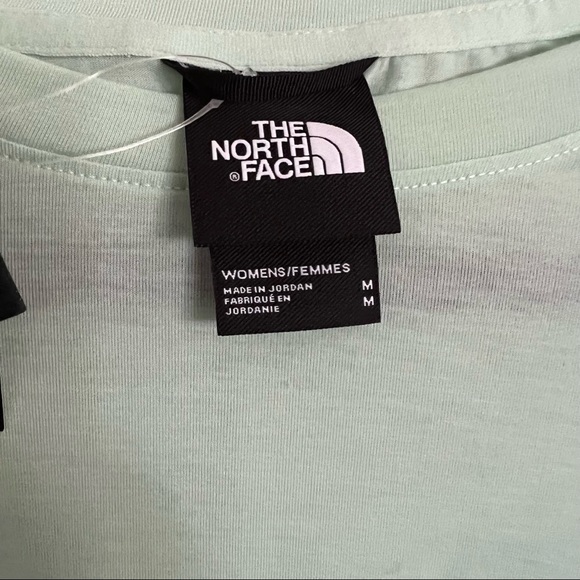 THE
NORTH
® FACE
WOMENS/FEMMES
MADE IN JORDAN M
FABRIQUÉ EN M
JORDANIE